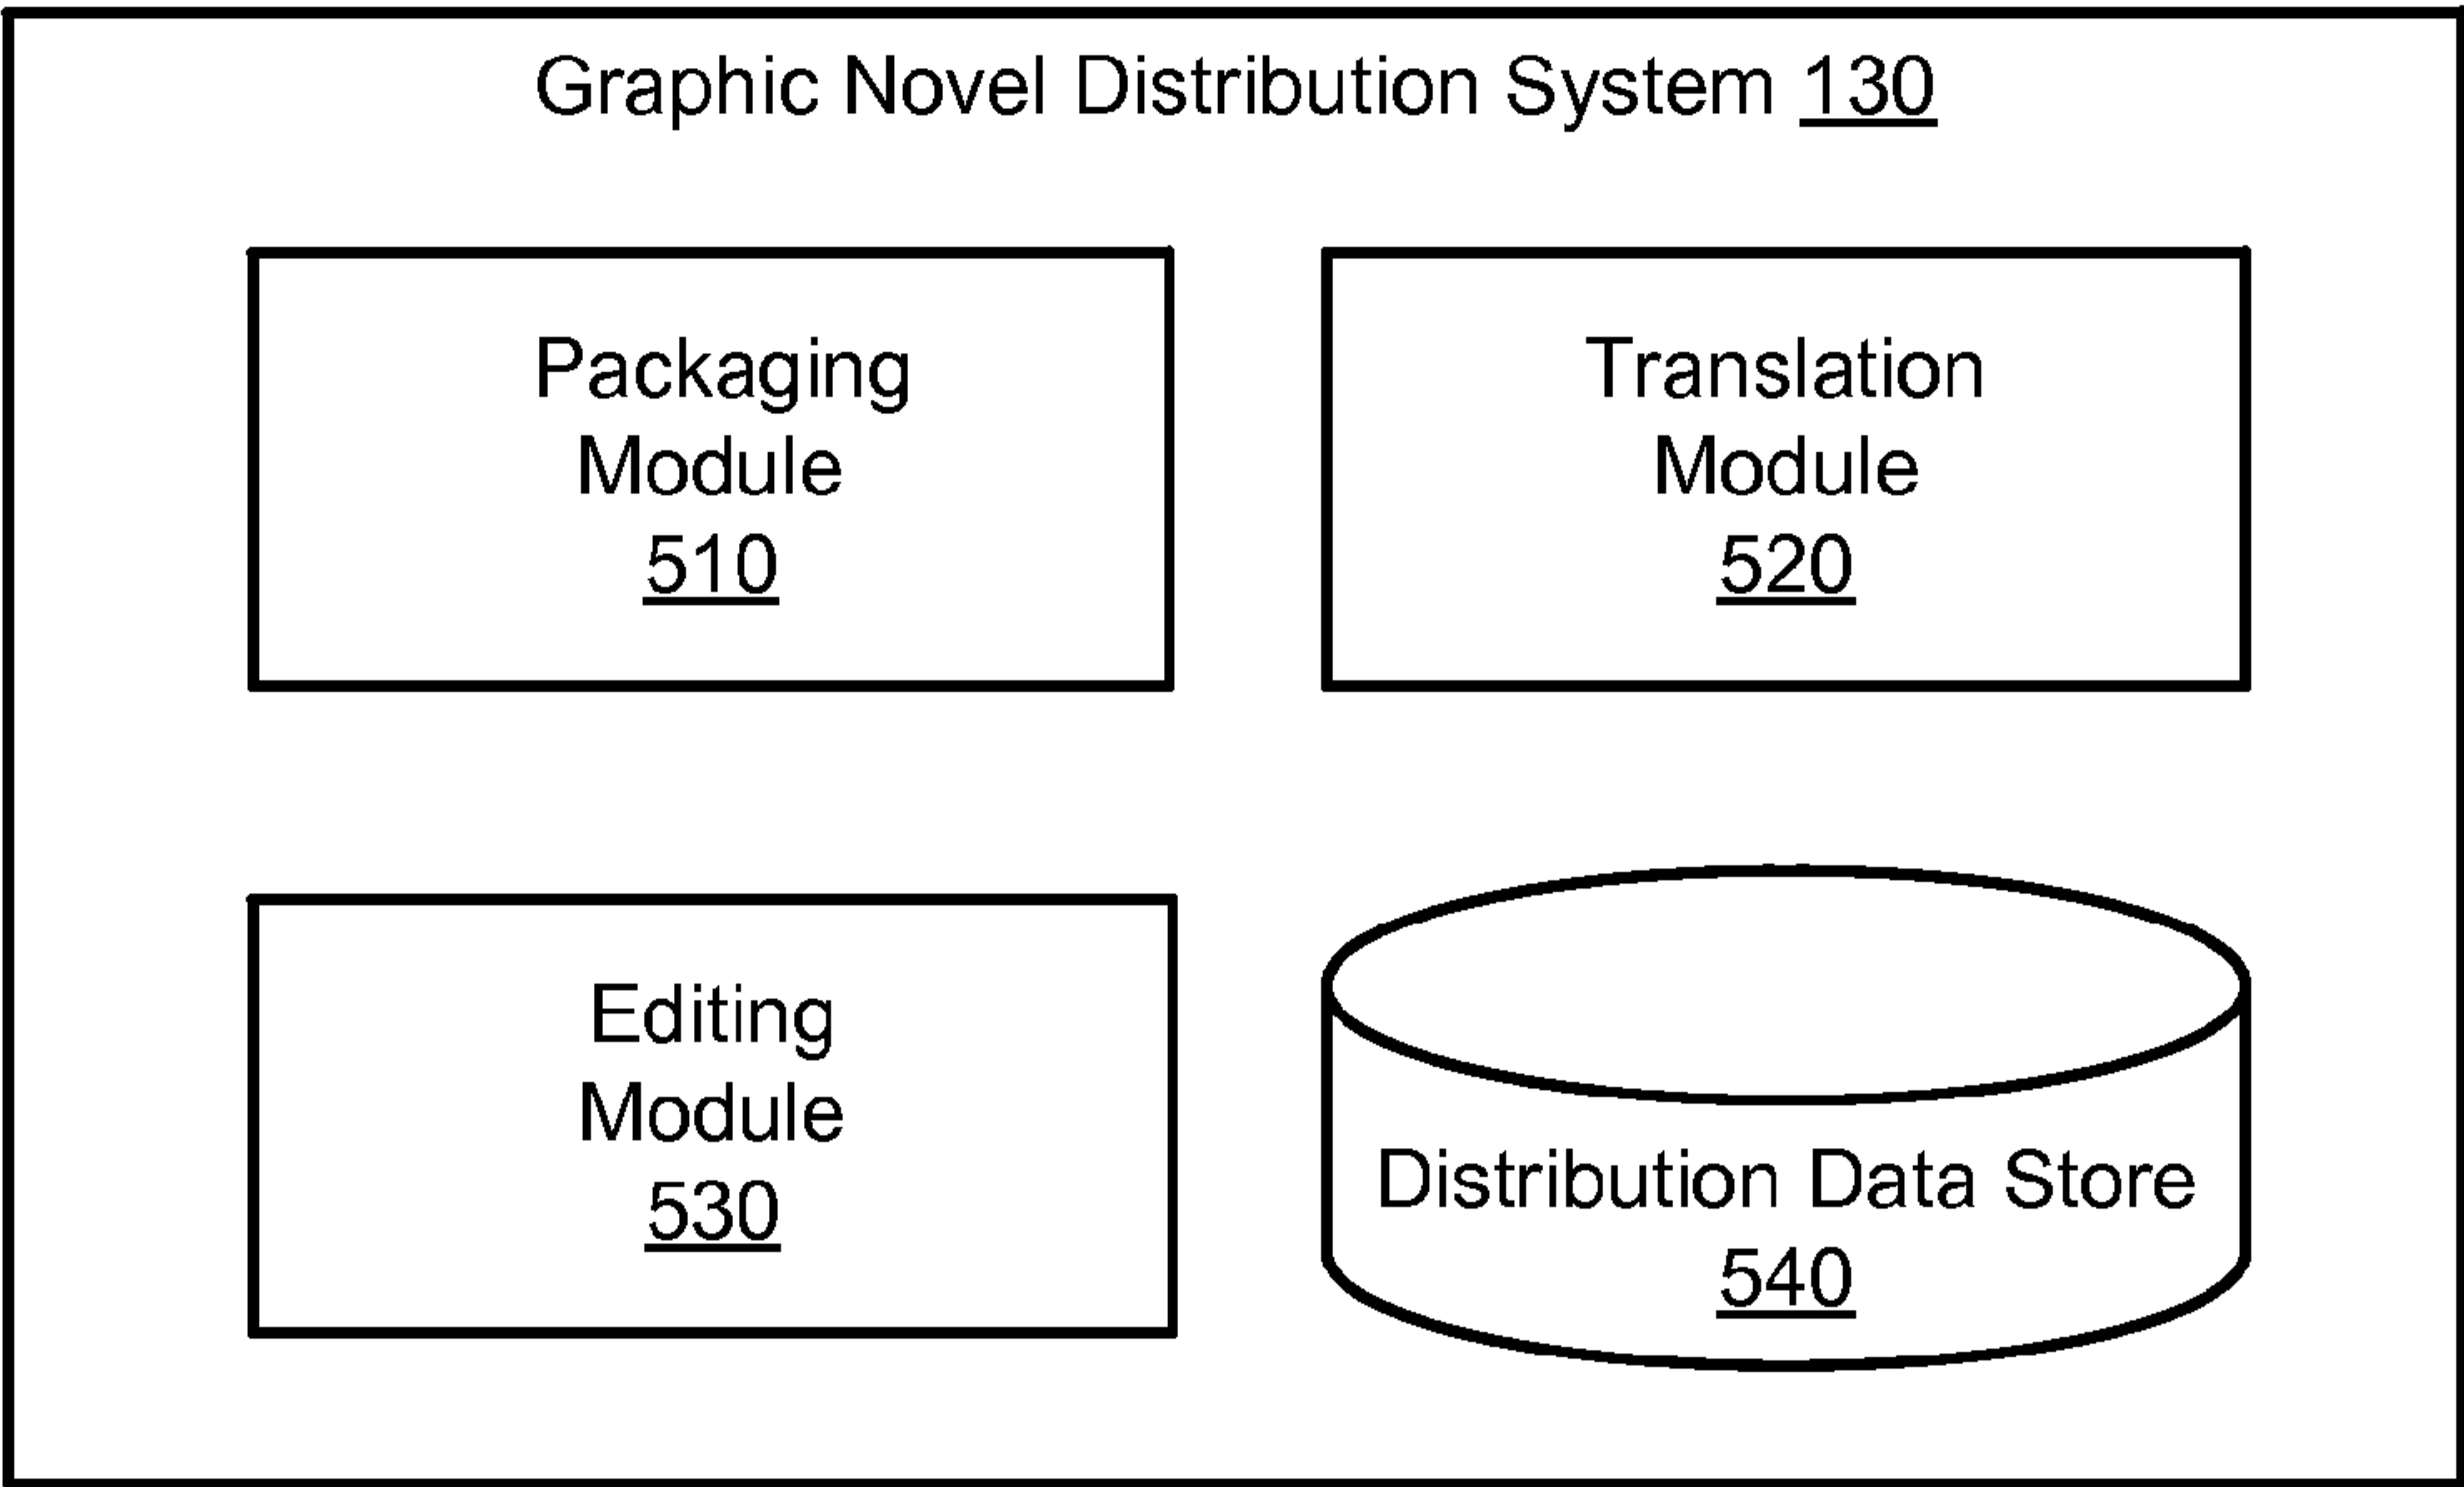 Graphic Novel Distribution System 130
Packaging
Module
510
Translation
Module
520
Editing
Module
530
Distribution Data Store
540